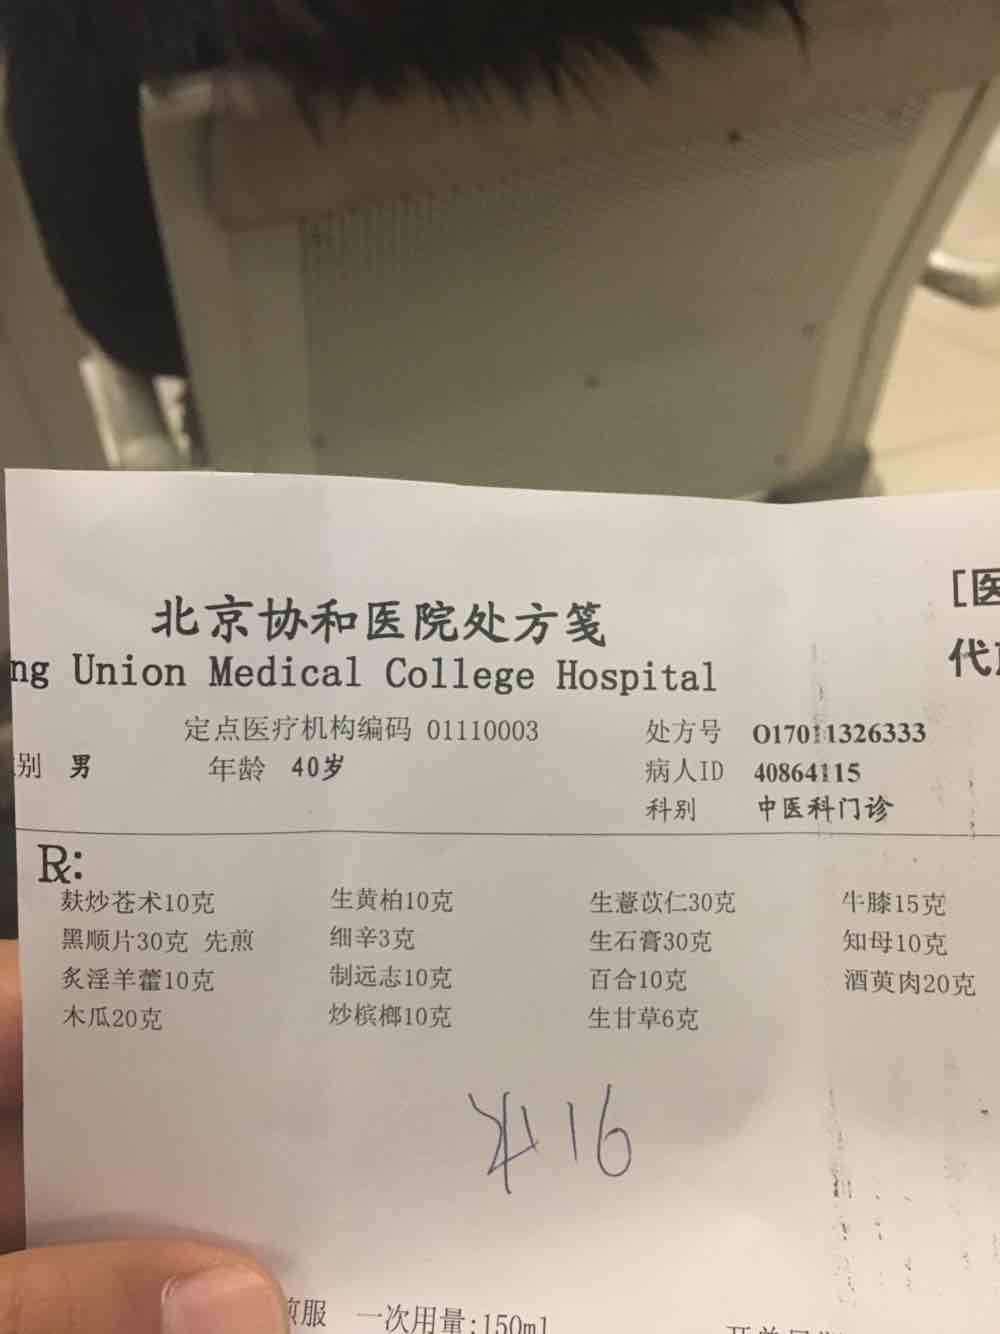 北京协和医院处方笺
[医
ng Union Medical College Hospital
代
定点医疗机构编码 01110003
处方号 O17011326333
别 男
年龄 40岁
病人ID 40864115
科别 中医科门诊
Rx:
麸炒苍术10克 生黄柏10克 生薏苡仁30克 牛膝15克
黑顺片30克 先煎 细辛3克 生石膏30克 知母10克
炙淫羊藿10克 制远志10克 百合10克 酒萸肉20克
木瓜20克 炒槟榔10克 生甘草6克
16
煎服 一次用量:150ml